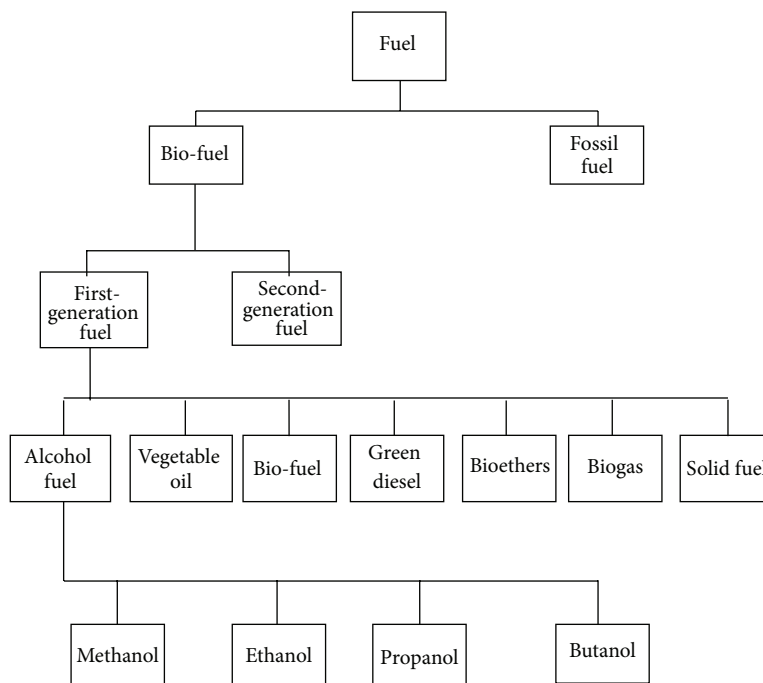 Fuel
Bio-fuel
Fossil
fuel
First-
generation
fuel
Second-
generation
fuel
Alcohol
fuel
Vegetable
oil
Bio-fuel
Green
diesel
Bioethers
Biogas
Solid fuel
Methanol
Ethanol
Propanol
Butanol